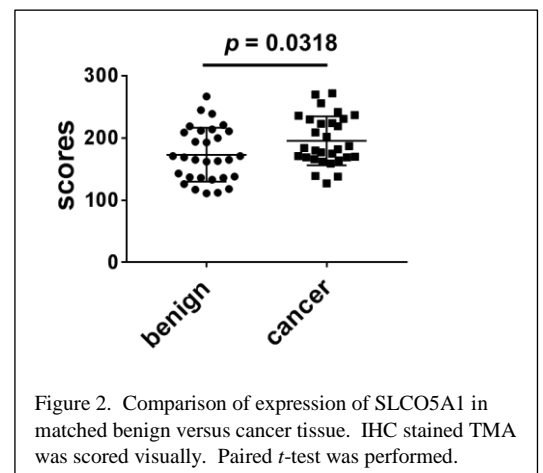 p = 0.0318
300
200
100
0
scores
benign
cancer
Figure 2. Comparison of expression of SLCO5A1 in
matched benign versus cancer tissue. IHC stained TMA
was scored visually. Paired t-test was performed.